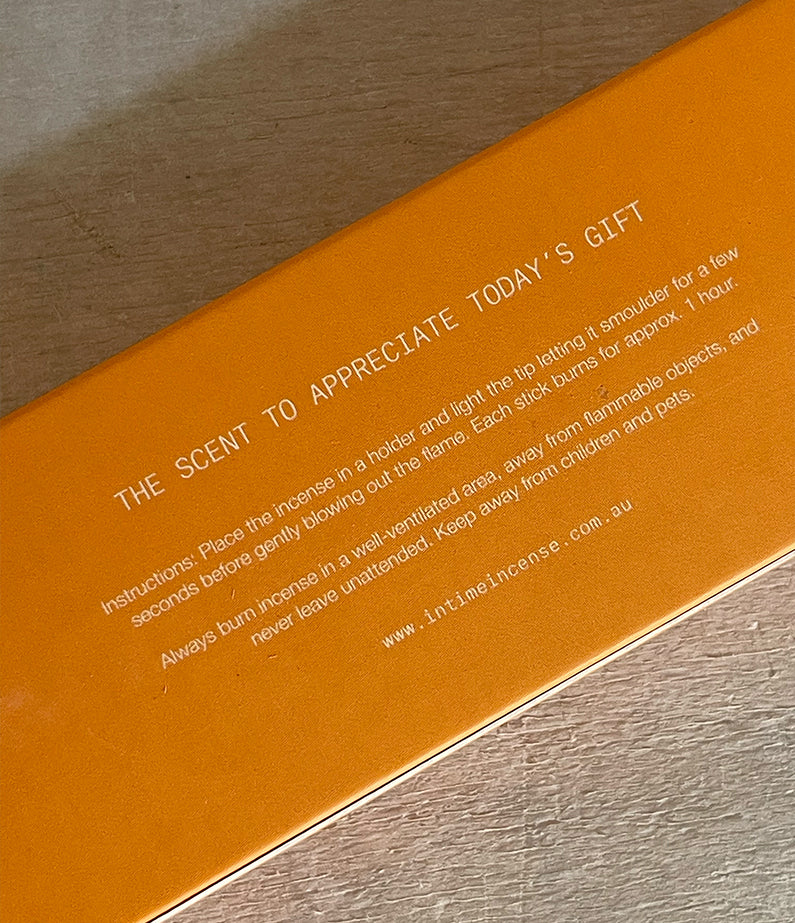 THE SCENT TO APPRECIATE TODAY'S GIFT
Instructions: Place the incense in a holder and light the tip letting it smoulder for a few
seconds before gently blowing out the flame. Each stick burns for approx. 1 hour.
Always burn incense in a well-ventilated area, away from flammable objects, and
never leave unattended. Keep away from children and pets.
www.intimeincense.com.au